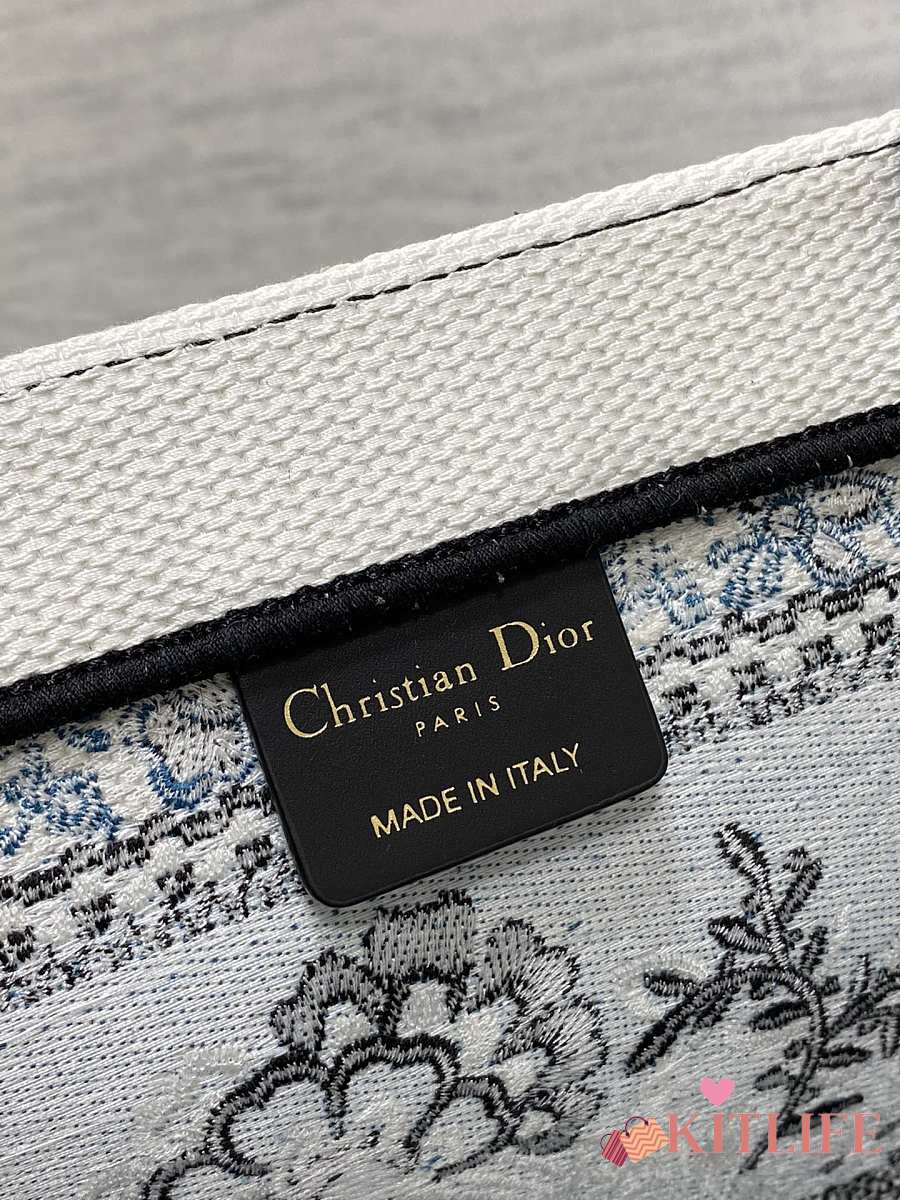 Christian Dior
PARIS
MADE IN ITALY
KITLIFE